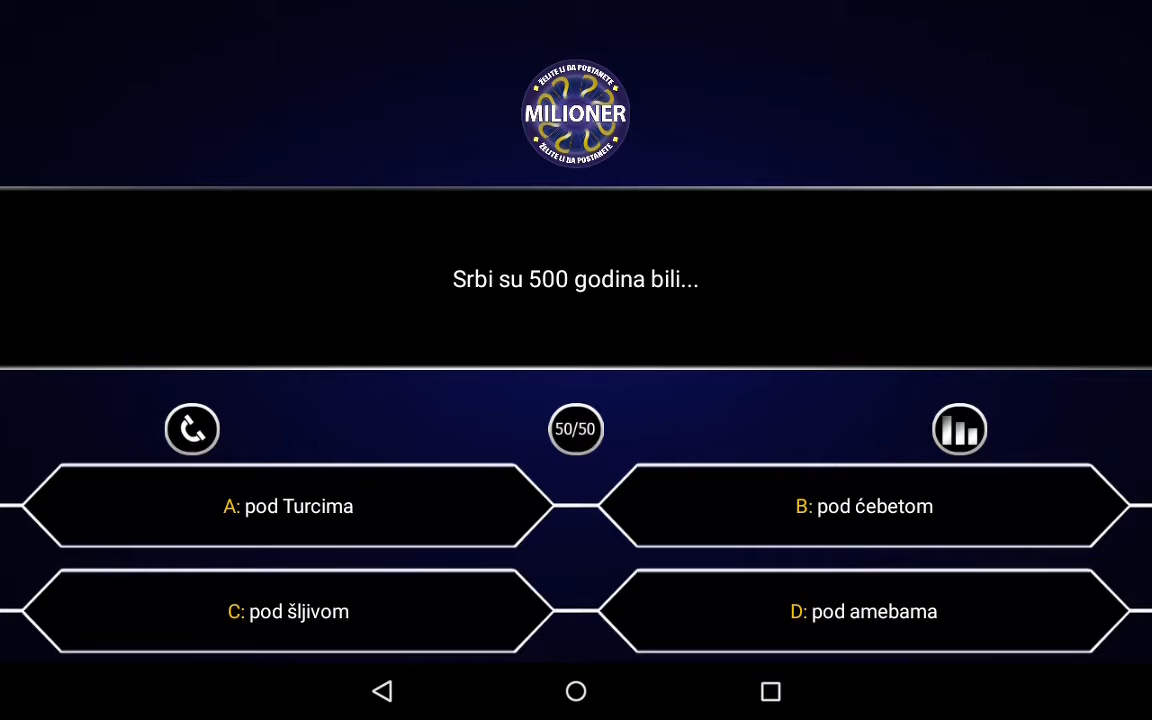 ŽELITE LI DA POSTANETE
MILIONER
ŽELITE LI DA POSTANETE
Srbi su 500 godina bili...
50/50
A: pod Turcima
B: pod ćebetom
C: pod šljivom
D: pod amebama